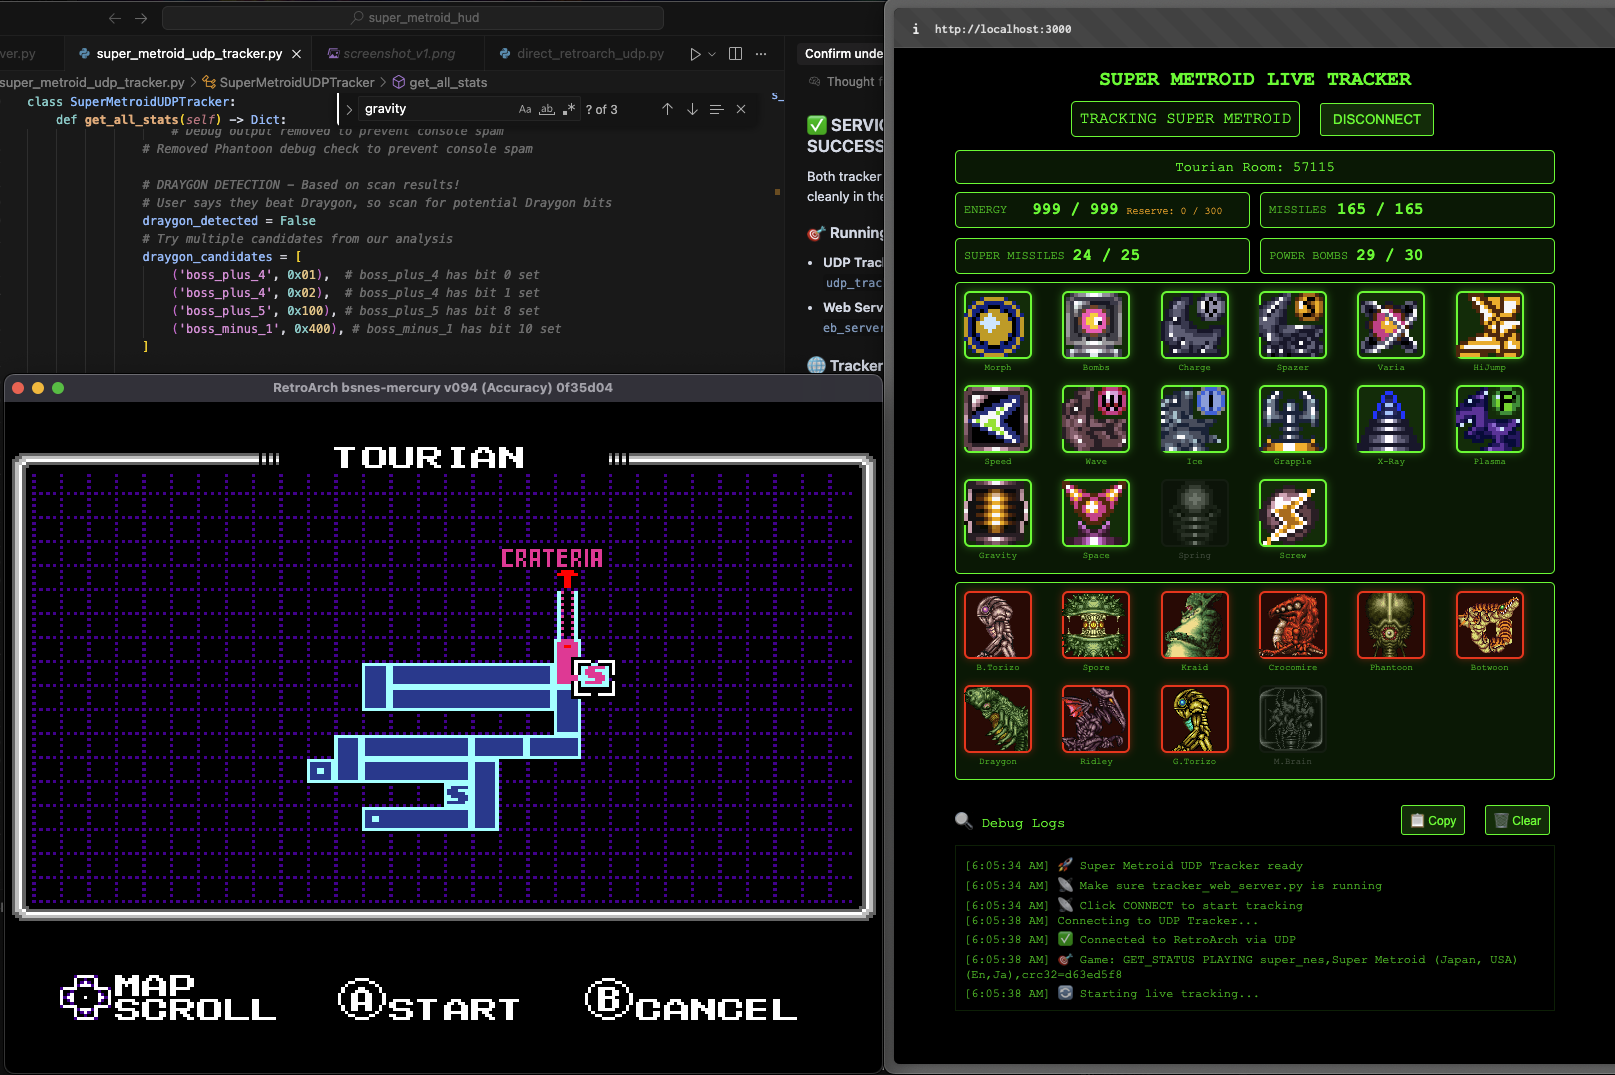 super_metroid_hud
ver.py
super_metroid_udp_tracker.py
screenshot_v1.png
direct_retroarch_udp.py
super_metroid_udp_tracker.py > SuperMetroidUDPTracker > get_all_stats
gravity
Aa ab .*
? of 3
class SuperMetroidUDPTracker:
def get_all_stats(self) -> Dict:
# Debug output removed to prevent console spam
# Removed Phantoon debug check to prevent console spam
# DRAYGON DETECTION - Based on scan results!
# User says they beat Draygon, so scan for potential Draygon bits
draygon_detected = False
# Try multiple candidates from our analysis
draygon_candidates = [
('boss_plus_4', 0x01), # boss_plus_4 has bit 0 set
('boss_plus_4', 0x02), # boss_plus_4 has bit 1 set
('boss_plus_5', 0x100), # boss_plus_5 has bit 8 set
('boss_minus_1', 0x400), # boss_minus_1 has bit 10 set
]
Confirm unde
Thought f
✅ SERVIC
SUCCESS
Both tracker
cleanly in the
🎯 Running
• UDP Trac
udp_trac
• Web Serv
eb_server
🌐 Tracker
RetroArch bsnes-mercury v094 (Accuracy) 0f35d04
TOURIAN
CRATERIA
S
S
MAP
SCROLL
A START
B CANCEL
i http://localhost:3000
SUPER METROID LIVE TRACKER
TRACKING SUPER METROID
DISCONNECT
Tourian Room: 57115
ENERGY 999 / 999 Reserve: 0 / 300
MISSILES 165 / 165
SUPER MISSILES 24 / 25
POWER BOMBS 29 / 30
Morph Bombs Charge Spazer Varia HiJump
Speed Wave Ice Grapple X-Ray Plasma
Gravity Space Spring Screw
B.Torizo Spore Kraid Crocomire Phantoon Botwoon
Draygon Ridley G.Torizo M.Brain
🔍 Debug Logs
📋 Copy
🗑️ Clear
[6:05:34 AM] 🚀 Super Metroid UDP Tracker ready
[6:05:34 AM] 📡 Make sure tracker_web_server.py is running
[6:05:34 AM] 📡 Click CONNECT to start tracking
[6:05:38 AM] Connecting to UDP Tracker...
[6:05:38 AM] ✅ Connected to RetroArch via UDP
[6:05:38 AM] 🎯 Game: GET_STATUS PLAYING super_nes,Super Metroid (Japan, USA)
(En,Ja),crc32=d63ed5f8
[6:05:38 AM] 🔄 Starting live tracking...